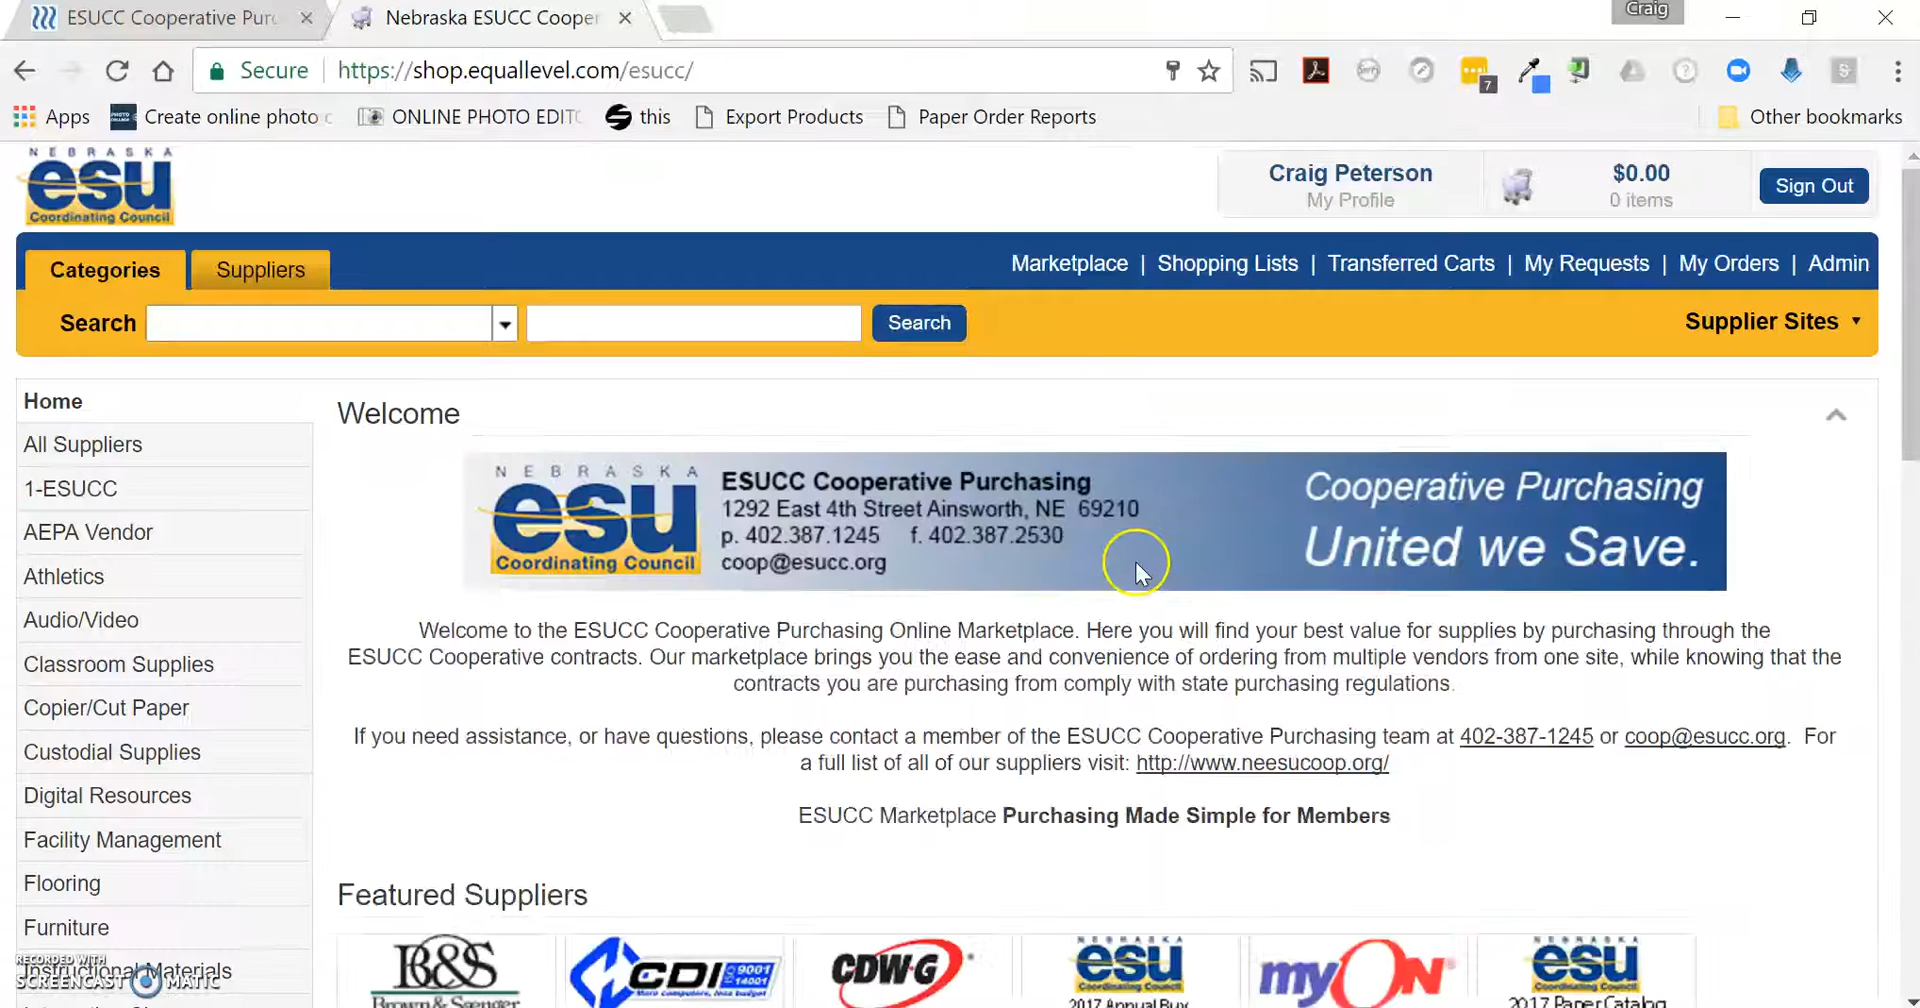 ESUCC Cooperative Purc
Nebraska ESUCC Cooper
Craig
Secure https://shop.equallevel.com/esucc/
7
S
Apps Create online photo ONLINE PHOTO EDIT this Export Products Paper Order Reports Other bookmarks
NEBRASKA
esu
Coordinating Council
Craig Peterson
My Profile
$0.00
0 items
Sign Out
Categories Suppliers
Marketplace | Shopping Lists | Transferred Carts | My Requests | My Orders | Admin
Search Search Supplier Sites
Home
All Suppliers
1-ESUCC
AEPA Vendor
Athletics
Audio/Video
Classroom Supplies
Copier/Cut Paper
Custodial Supplies
Digital Resources
Facility Management
Flooring
Furniture
Instructional Materials
RECORDED WITH
SCREENCAST MATIC
Welcome
NEBRASKA
esu
Coordinating Council
ESUCC Cooperative Purchasing
1292 East 4th Street Ainsworth, NE 69210
p. 402.387.1245 f. 402.387.2530
coop@esucc.org
Cooperative Purchasing
United we Save.
Welcome to the ESUCC Cooperative Purchasing Online Marketplace. Here you will find your best value for supplies by purchasing through the
ESUCC Cooperative contracts. Our marketplace brings you the ease and convenience of ordering from multiple vendors from one site, while knowing that the
contracts you are purchasing from comply with state purchasing regulations.
If you need assistance, or have questions, please contact a member of the ESUCC Cooperative Purchasing team at 402-387-1245 or coop@esucc.org. For
a full list of all of our suppliers visit: http://www.neesucoop.org/
ESUCC Marketplace Purchasing Made Simple for Members
Featured Suppliers
B&S
Brown & Saenger
CDI ISO 9001 14001
More Computers, less budget
CDW·G
NEBRASKA
esu
2017 Annual Buy
myON
NEBRASKA
esu
2017 Paper Catalog